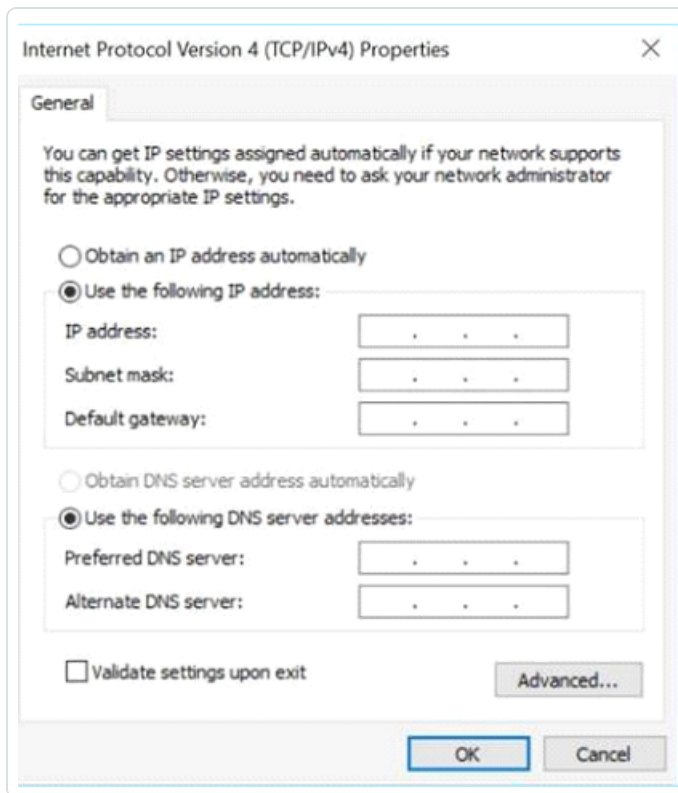 Internet Protocol Version 4 (TCP/IPv4) Properties
General
You can get IP settings assigned automatically if your network supports
this capability. Otherwise, you need to ask your network administrator
for the appropriate IP settings.
Obtain an IP address automatically
Use the following IP address:
IP address:
Subnet mask:
Default gateway:
Obtain DNS server address automatically
Use the following DNS server addresses:
Preferred DNS server:
Alternate DNS server:
Validate settings upon exit
Advanced...
OK
Cancel